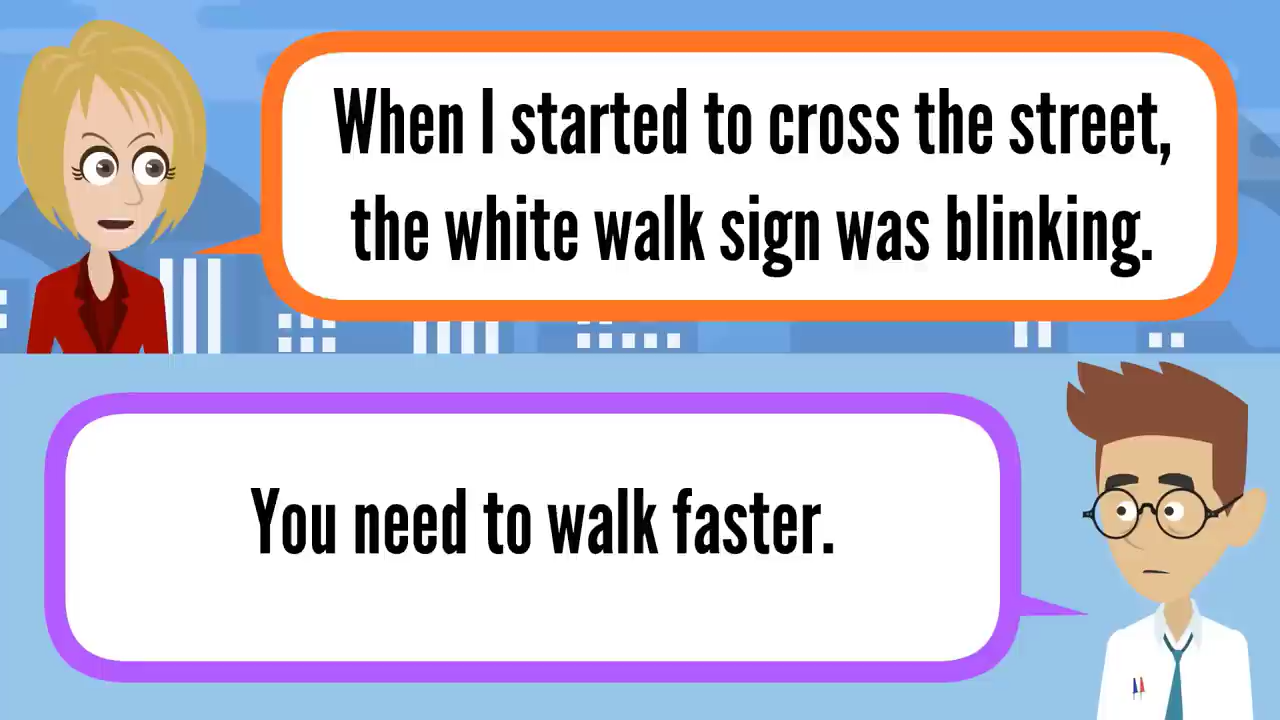 When I started to cross the street,
the white walk sign was blinking.
You need to walk faster.